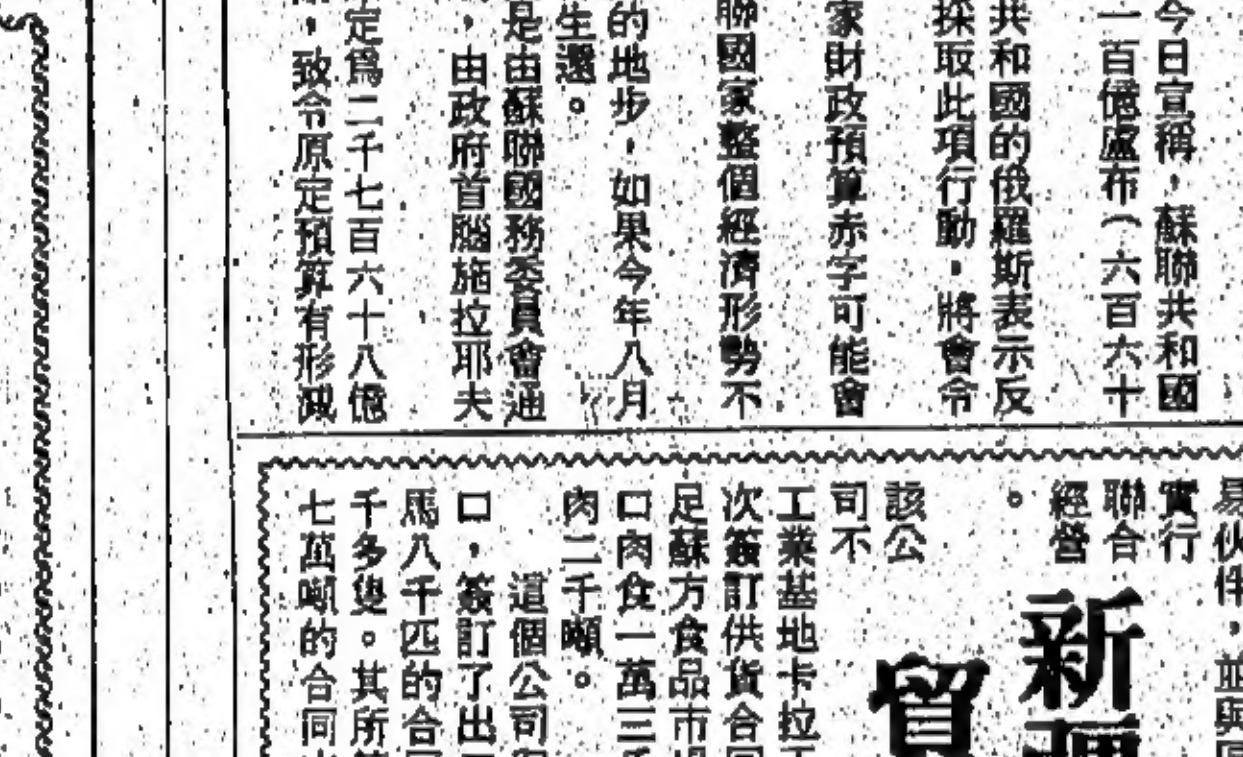 今日宣稱，蘇聯共和國
一百億盧布（六百六十
共和國的俄羅斯表示反
採取此項行動，將會令
家財政預算赤字可能會
聯國家整個經濟形勢不
的地步，如果今年八月
生還。
是由蘇聯國務委員會通
，由政府首腦施拉耶夫
定爲二千七百六十八億
，致令原定預算有形減
易伙伴，並與
實行
聯合
經營
。
新疆
貿
該公
司不
工業基地卡拉
次簽訂供貨合同
足蘇方食品市場
口肉食一萬三千
肉二千噸。
這個公司
口，簽訂了出
馬八千匹的合同
千多隻。其所
七萬噸的合同